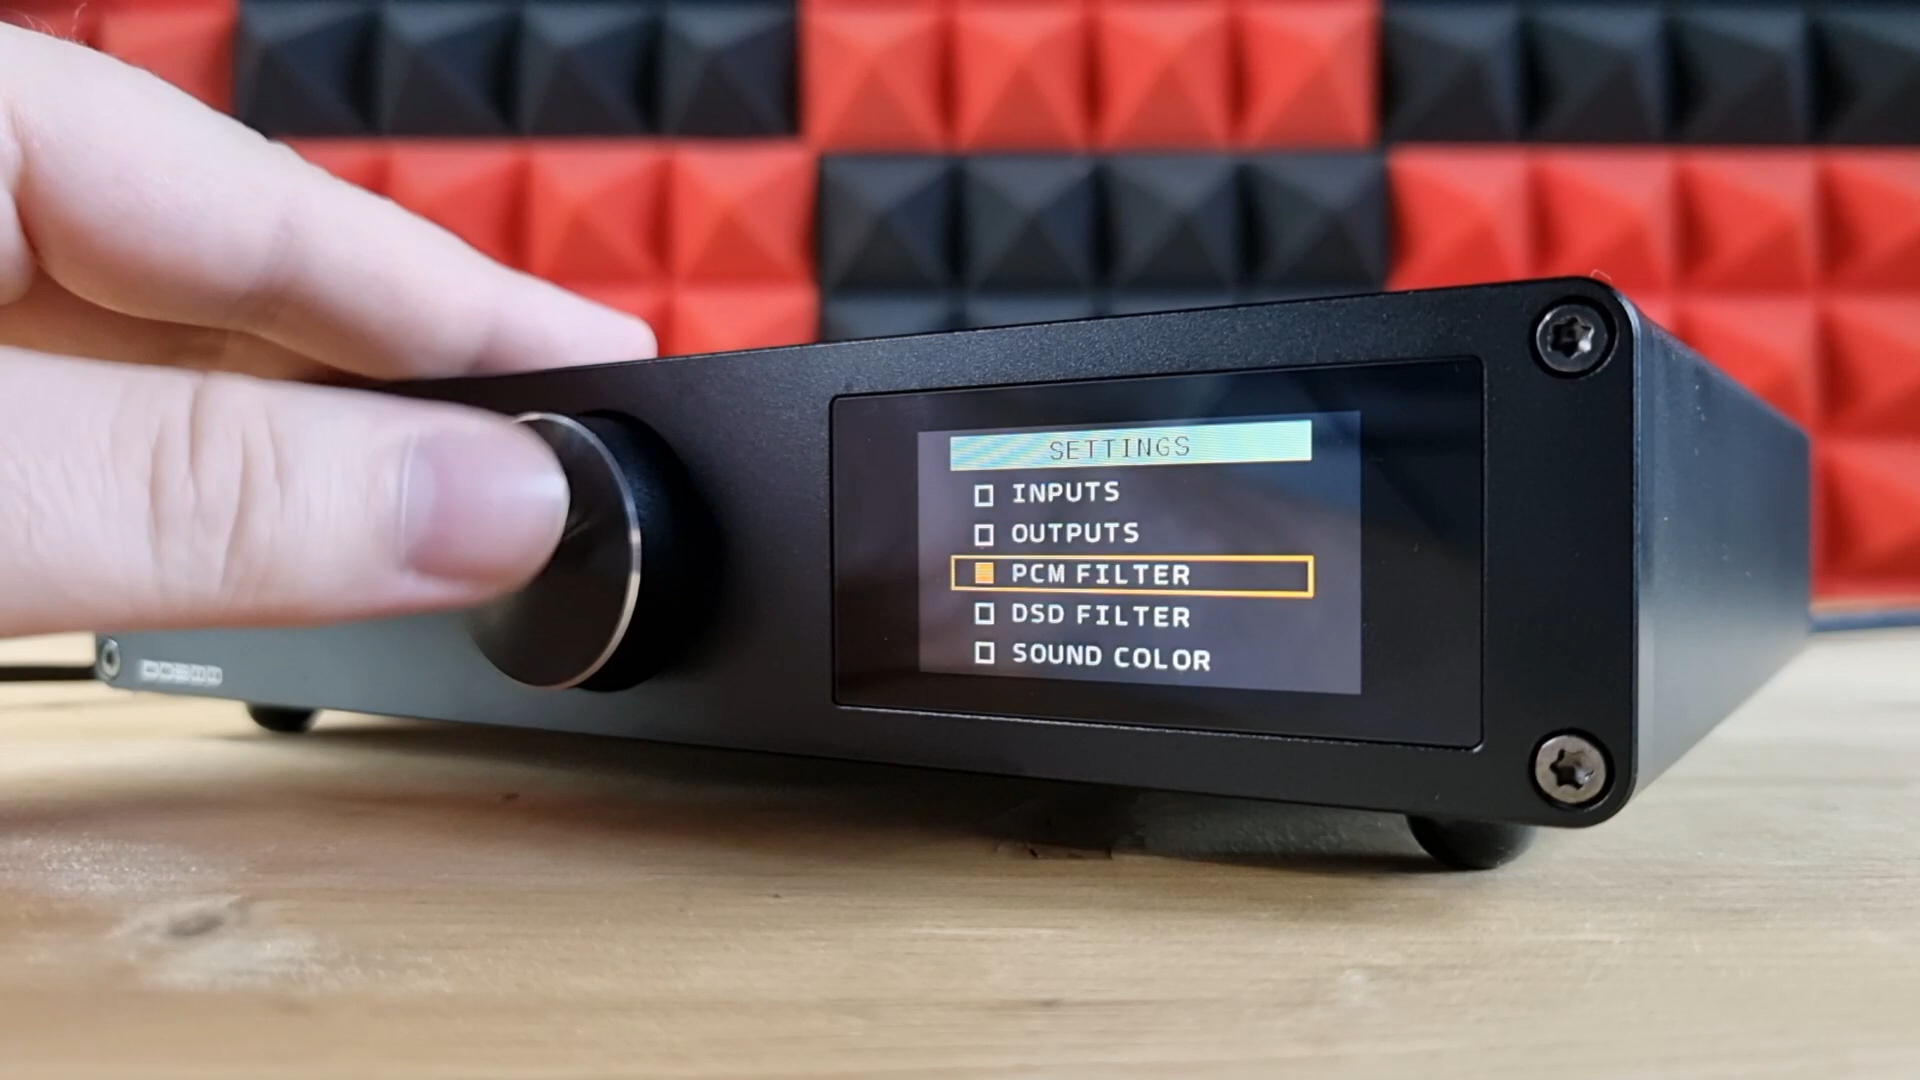 SETTINGS
INPUTS
OUTPUTS
PCM FILTER
DSD FILTER
SOUND COLOR